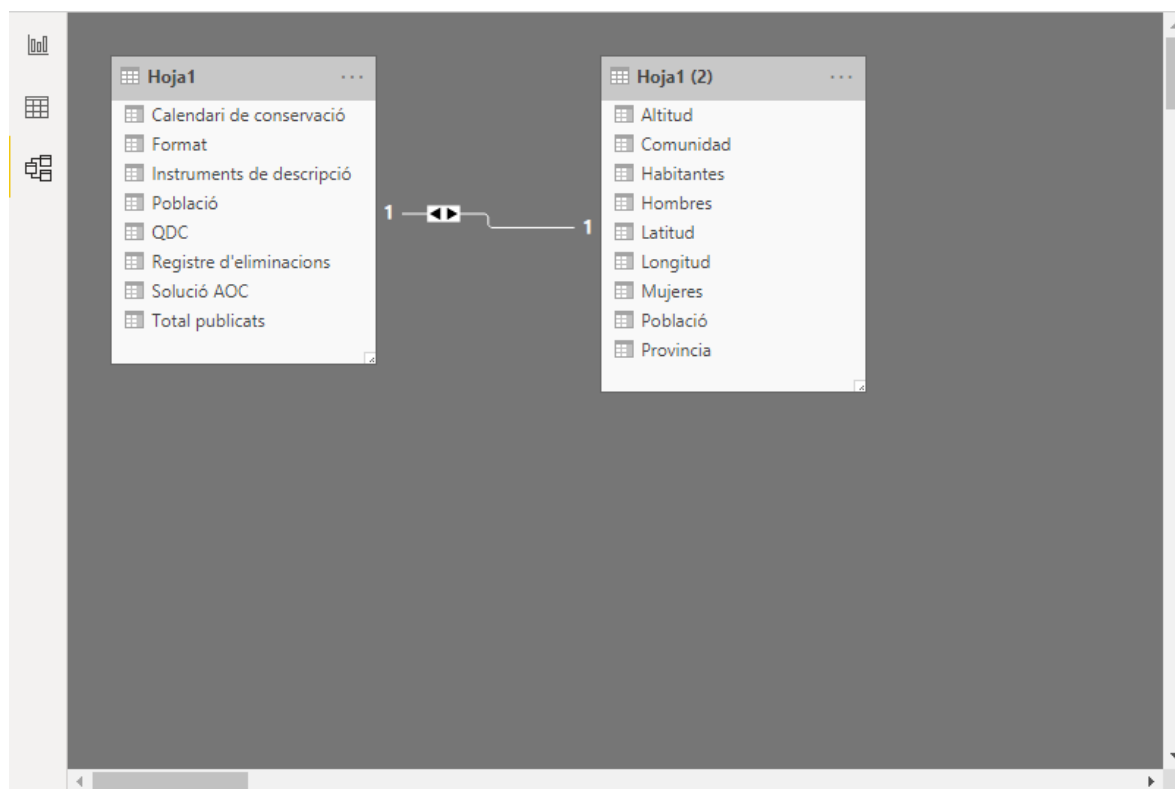 Hoja1 ...
Calendari de conservació
Format
Instruments de descripció
Població
QDC
Registre d'eliminacions
Solució AOC
Total publicats
1
1
Hoja1 (2) ...
Altitud
Comunidad
Habitantes
Hombres
Latitud
Longitud
Mujeres
Població
Provincia